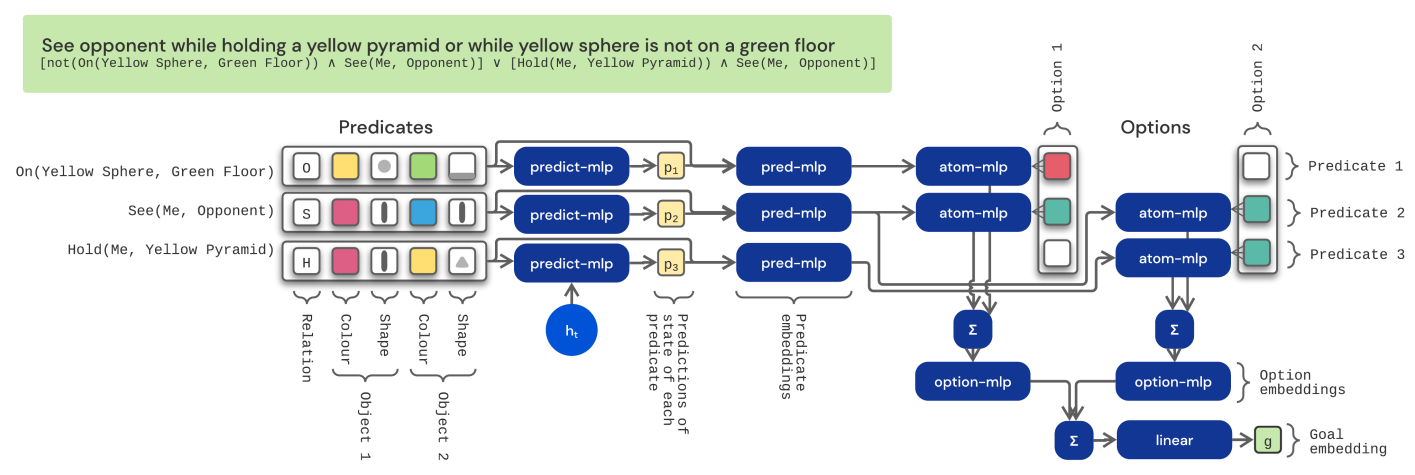 See opponent while holding a yellow pyramid or while yellow sphere is not on a green floor
[not(On(Yellow Sphere, Green Floor)) ∧ See(Me, Opponent)] ∨ [Hold(Me, Yellow Pyramid)) ∧ See(Me, Opponent)]
Option 1
Option 2
Predicates
Options
On(Yellow Sphere, Green Floor)
O
predict-mlp
p1
pred-mlp
atom-mlp
Predicate 1
See(Me, Opponent)
S
predict-mlp
p2
pred-mlp
atom-mlp
atom-mlp
Predicate 2
Hold(Me, Yellow Pyramid)
H
predict-mlp
p3
pred-mlp
atom-mlp
Predicate 3
Relation
Colour
Shape
Colour
Shape
Object 1
Object 2
ht
Predictions of
state of each
predicate
Predicate
embeddings
Σ
Σ
option-mlp
option-mlp
Option
embeddings
Σ
linear
g
Goal
embedding